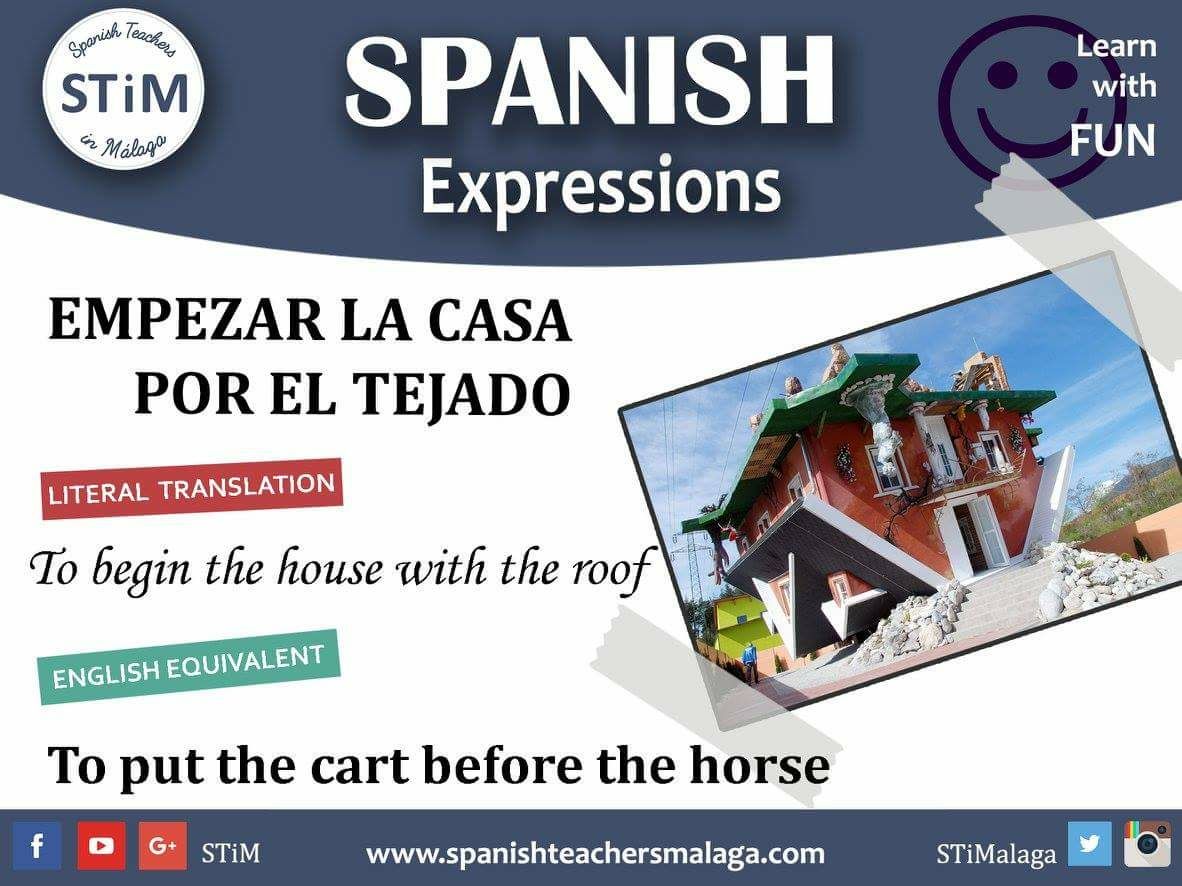 Spanish Teachers
STiM
in Málaga
SPANISH
Expressions
Learn
with
FUN
EMPEZAR LA CASA
POR EL TEJADO
LITERAL TRANSLATION
To begin the house with the roof
ENGLISH EQUIVALENT
To put the cart before the horse
f
G+
STiM
www.spanishteachersmalaga.com
STiMalaga